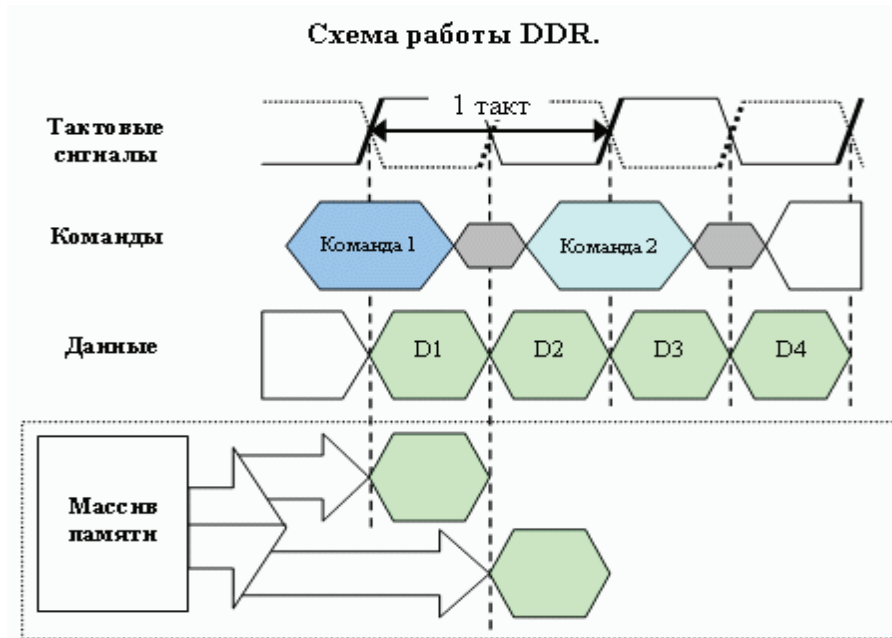 Схема работы DDR.
1 такт
Тактовые
сигналы
Команды
Команда 1
Команда 2
Данные
D1
D2
D3
D4
Массив
памяти